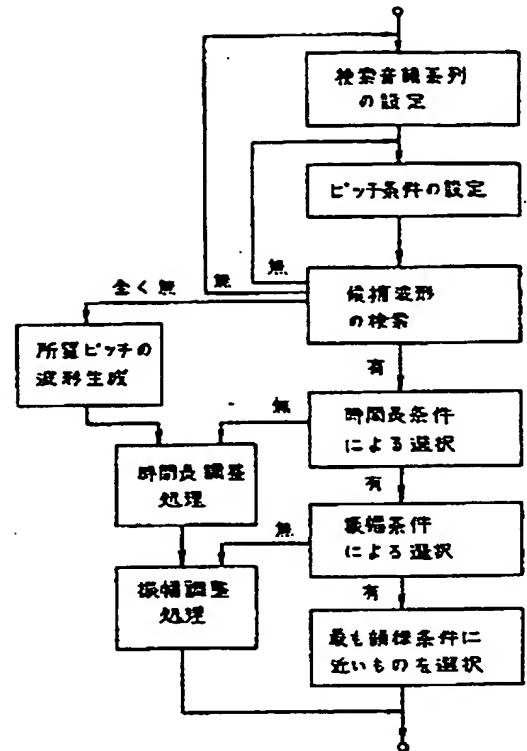 検索音韻系列
の設定
ピッチ条件の設定
無
無
全く無
候補波形
の検索
所望ピッチの
波形生成
有
無
時間長条件
による選択
時間長調整
処理
有
無
振幅条件
による選択
振幅調整
処理
有
最も韻律条件に
近いものを選択